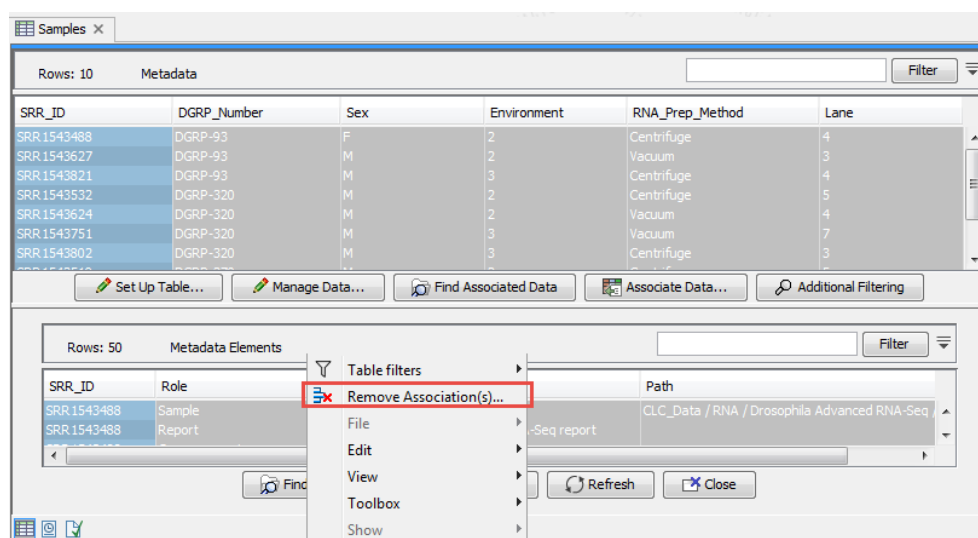 Samples
Rows: 10 Metadata Filter
SRR_ID DGRP_Number Sex Environment RNA_Prep_Method Lane
SRR1543488 DGRP-93 F 2 Centrifuge 4
SRR1543627 DGRP-93 M 2 Vacuum 3
SRR1543821 DGRP-93 M 3 Centrifuge 4
SRR1543532 DGRP-320 M 2 Centrifuge 5
SRR1543624 DGRP-320 M 2 Vacuum 4
SRR1543751 DGRP-320 M 3 Vacuum 7
SRR1543802 DGRP-320 M 3 Centrifuge 3
Set Up Table... Manage Data... Find Associated Data Associate Data... Additional Filtering
Rows: 50 Metadata Elements Filter
SRR_ID Role Path
SRR1543488 Sample CLC_Data / RNA / Drosophila Advanced RNA-Seq /
SRR1543488 Report -Seq report
Table filters
Remove Association(s)...
File
Edit
View
Toolbox
Show
Find Refresh Close